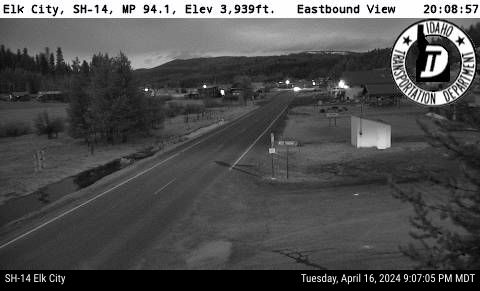 Elk City, SH-14, MP 94.1, Elev 3,939ft. Eastbound View 20:08:57
IDAHO
TRANSPORTATION DEPARTMENT
SH-14 Elk City Tuesday, April 16, 2024 9:07:05 PM MDT